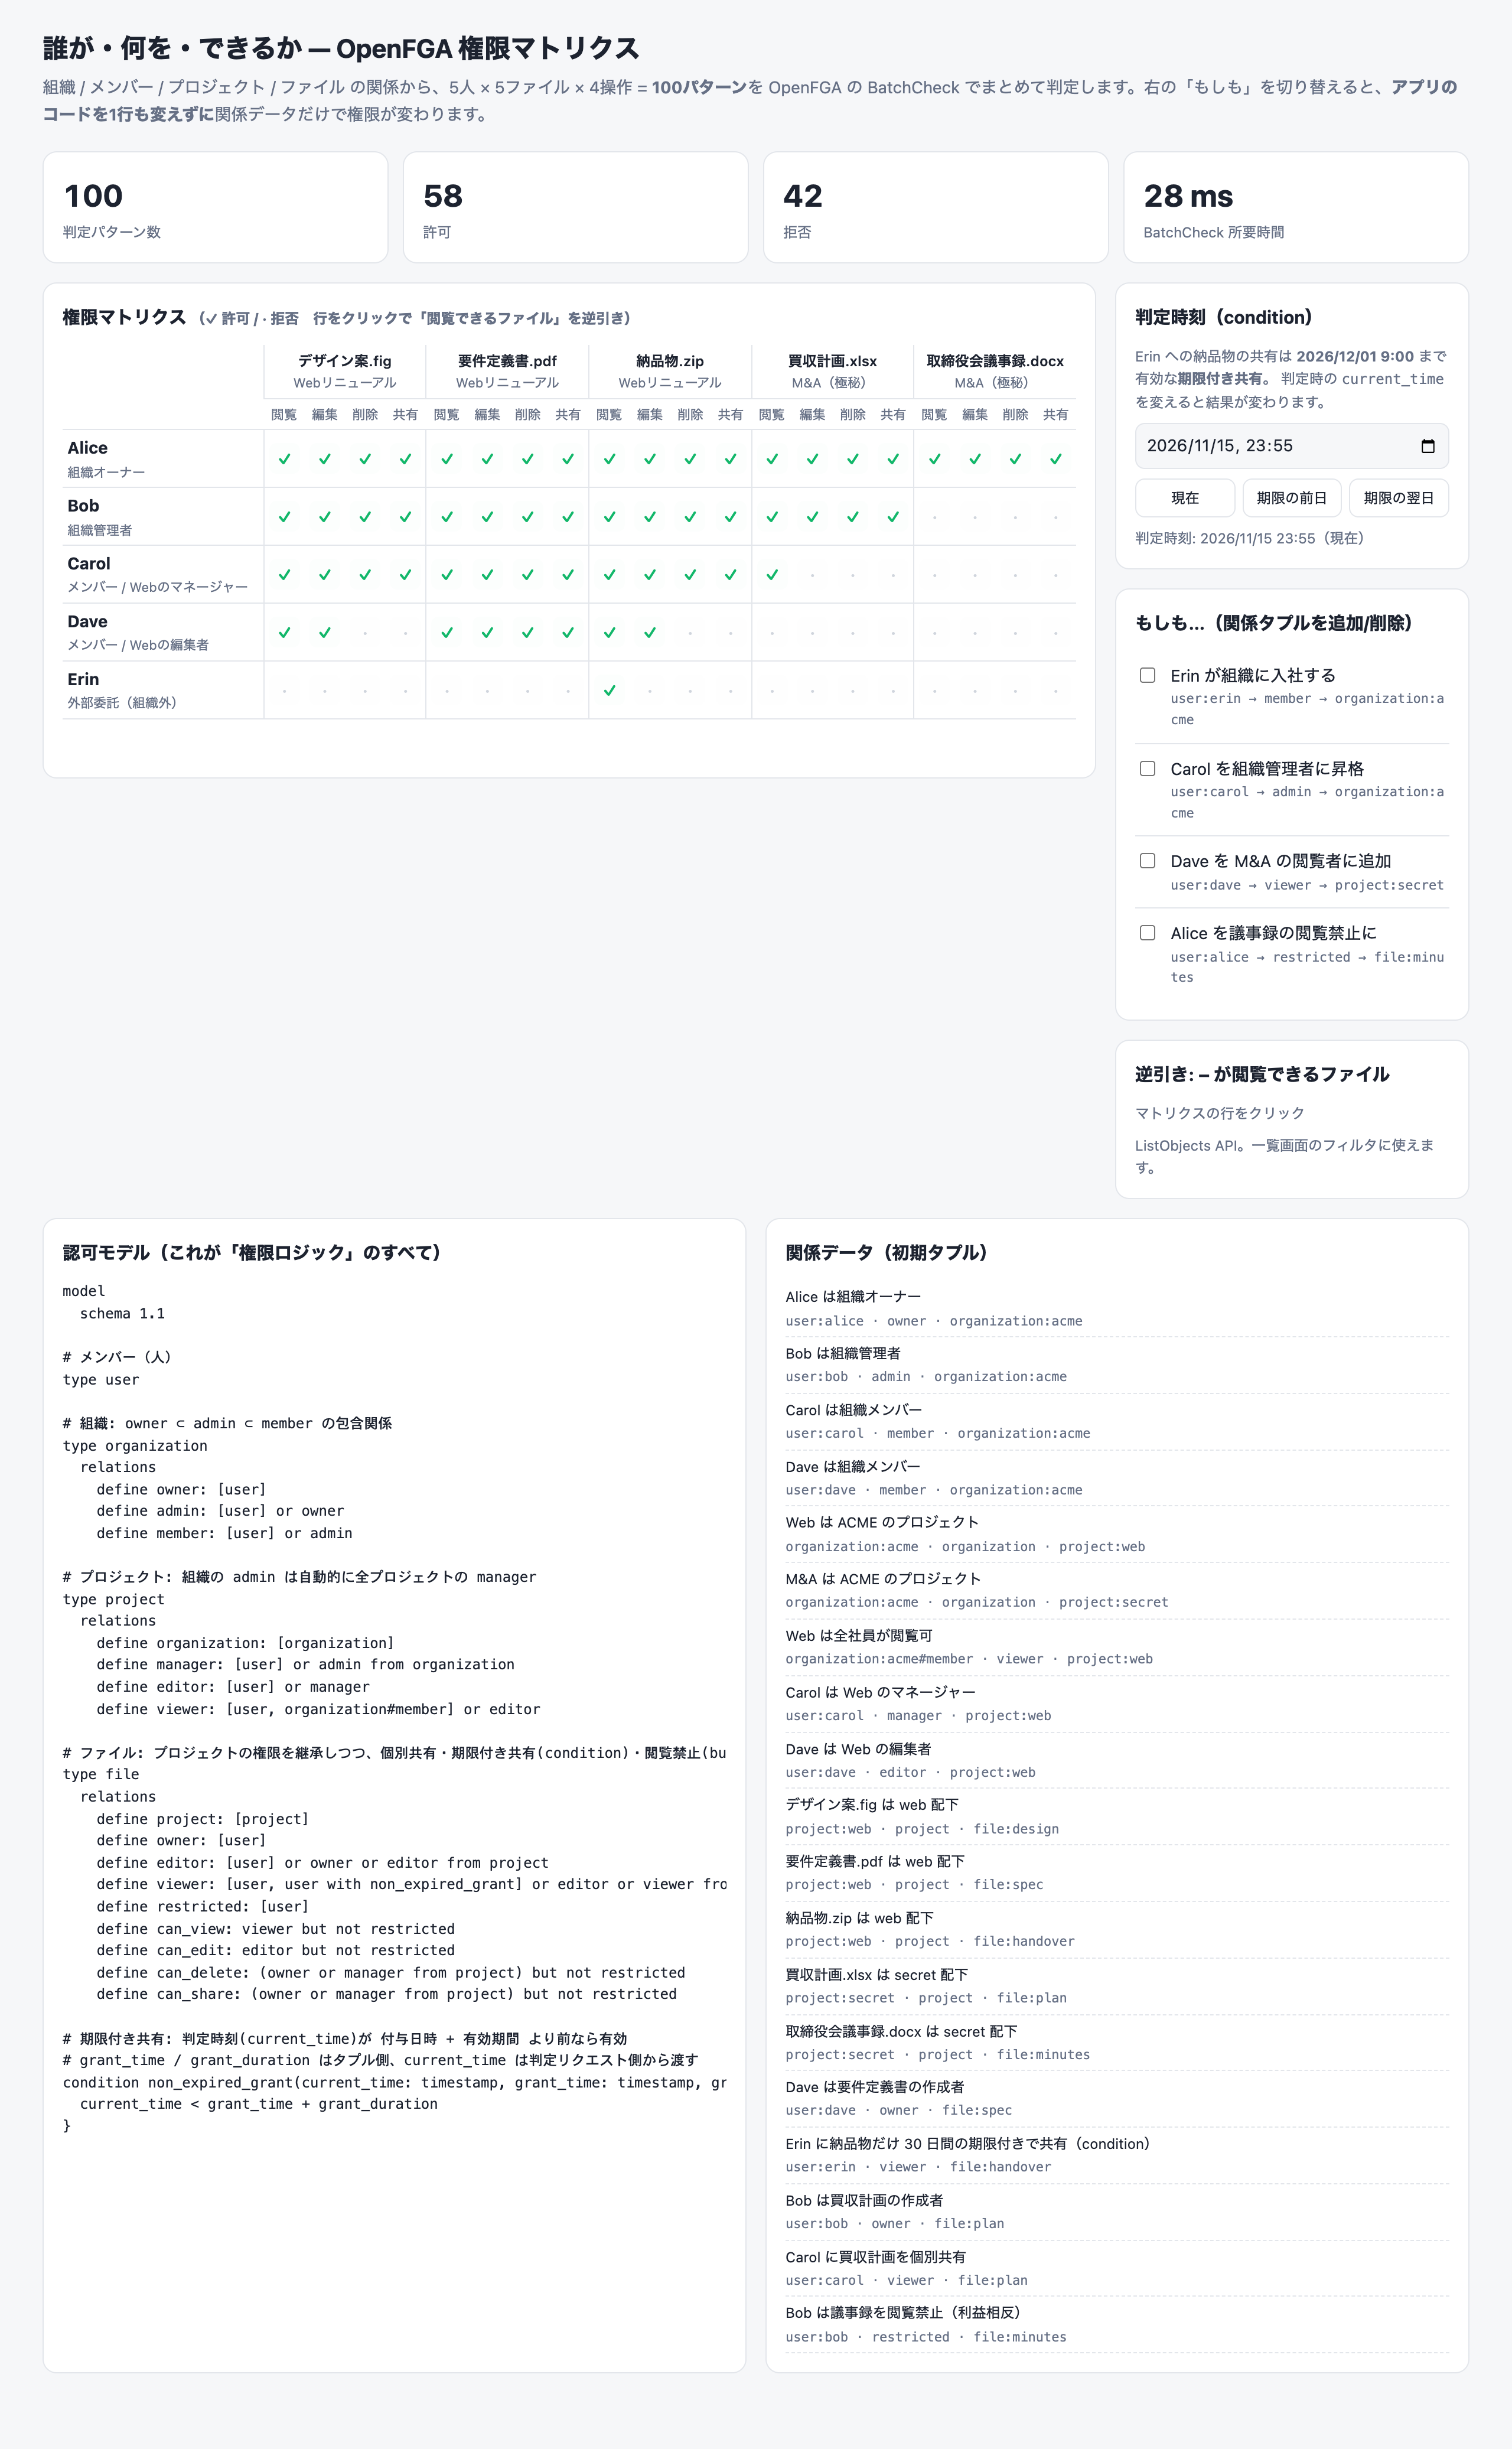 誰が・何を・できるか — OpenFGA 権限マトリクス
組織 / メンバー / プロジェクト / ファイル の関係から、5人 × 5ファイル × 4操作 = 100パターンを OpenFGA の BatchCheck でまとめて判定します。右の「もしも」を切り替えると、アプリの
コードを1行も変えずに関係データだけで権限が変わります。
100
判定パターン数
58
許可
42
拒否
28 ms
BatchCheck 所要時間
権限マトリクス （✓ 許可 / · 拒否　行をクリックで「閲覧できるファイル」を逆引き）
デザイン案.fig 要件定義書.pdf 納品物.zip 買収計画.xlsx 取締役会議事録.docx
Webリニューアル Webリニューアル Webリニューアル M&A（極秘） M&A（極秘）
閲覧 編集 削除 共有 閲覧 編集 削除 共有 閲覧 編集 削除 共有 閲覧 編集 削除 共有 閲覧 編集 削除 共有
Alice
組織オーナー
✓ ✓ ✓ ✓ ✓ ✓ ✓ ✓ ✓ ✓ ✓ ✓ ✓ ✓ ✓ ✓ ✓ ✓ ✓ ✓
Bob
組織管理者
✓ ✓ ✓ ✓ ✓ ✓ ✓ ✓ ✓ ✓ ✓ ✓ ✓ ✓ ✓ ✓ · · · ·
Carol
メンバー / Webのマネージャー
✓ ✓ ✓ ✓ ✓ ✓ ✓ ✓ ✓ ✓ ✓ ✓ ✓ · · · · · · ·
Dave
メンバー / Webの編集者
✓ ✓ · · ✓ ✓ ✓ ✓ ✓ ✓ · · · · · · · · · ·
Erin
外部委託（組織外）
· · · · · · · · ✓ · · · · · · · · · · ·
判定時刻（condition）
Erin への納品物の共有は 2026/12/01 9:00 まで
有効な期限付き共有。 判定時の current_time
を変えると結果が変わります。
2026/11/15, 23:55
現在 期限の前日 期限の翌日
判定時刻: 2026/11/15 23:55（現在）
もしも…（関係タプルを追加/削除）
Erin が組織に入社する
user:erin → member → organization:a
cme
Carol を組織管理者に昇格
user:carol → admin → organization:a
cme
Dave を M&A の閲覧者に追加
user:dave → viewer → project:secret
Alice を議事録の閲覧禁止に
user:alice → restricted → file:minu
tes
逆引き: – が閲覧できるファイル
マトリクスの行をクリック
ListObjects API。一覧画面のフィルタに使えま
す。
認可モデル（これが「権限ロジック」のすべて）
model
  schema 1.1
# メンバー（人）
type user
# 組織: owner ⊂ admin ⊂ member の包含関係
type organization
  relations
    define owner: [user]
    define admin: [user] or owner
    define member: [user] or admin
# プロジェクト: 組織の admin は自動的に全プロジェクトの manager
type project
  relations
    define organization: [organization]
    define manager: [user] or admin from organization
    define editor: [user] or manager
    define viewer: [user, organization#member] or editor
# ファイル: プロジェクトの権限を継承しつつ、個別共有・期限付き共有(condition)・閲覧禁止(bu
type file
  relations
    define project: [project]
    define owner: [user]
    define editor: [user] or owner or editor from project
    define viewer: [user, user with non_expired_grant] or editor or viewer fro
    define restricted: [user]
    define can_view: viewer but not restricted
    define can_edit: editor but not restricted
    define can_delete: (owner or manager from project) but not restricted
    define can_share: (owner or manager from project) but not restricted
# 期限付き共有: 判定時刻(current_time)が 付与日時 + 有効期間 より前なら有効
# grant_time / grant_duration はタプル側、current_time は判定リクエスト側から渡す
condition non_expired_grant(current_time: timestamp, grant_time: timestamp, gr
  current_time < grant_time + grant_duration
}
関係データ（初期タプル）
Alice は組織オーナー
user:alice · owner · organization:acme
Bob は組織管理者
user:bob · admin · organization:acme
Carol は組織メンバー
user:carol · member · organization:acme
Dave は組織メンバー
user:dave · member · organization:acme
Web は ACME のプロジェクト
organization:acme · organization · project:web
M&A は ACME のプロジェクト
organization:acme · organization · project:secret
Web は全社員が閲覧可
organization:acme#member · viewer · project:web
Carol は Web のマネージャー
user:carol · manager · project:web
Dave は Web の編集者
user:dave · editor · project:web
デザイン案.fig は web 配下
project:web · project · file:design
要件定義書.pdf は web 配下
project:web · project · file:spec
納品物.zip は web 配下
project:web · project · file:handover
買収計画.xlsx は secret 配下
project:secret · project · file:plan
取締役会議事録.docx は secret 配下
project:secret · project · file:minutes
Dave は要件定義書の作成者
user:dave · owner · file:spec
Erin に納品物だけ 30 日間の期限付きで共有（condition）
user:erin · viewer · file:handover
Bob は買収計画の作成者
user:bob · owner · file:plan
Carol に買収計画を個別共有
user:carol · viewer · file:plan
Bob は議事録を閲覧禁止（利益相反）
user:bob · restricted · file:minutes